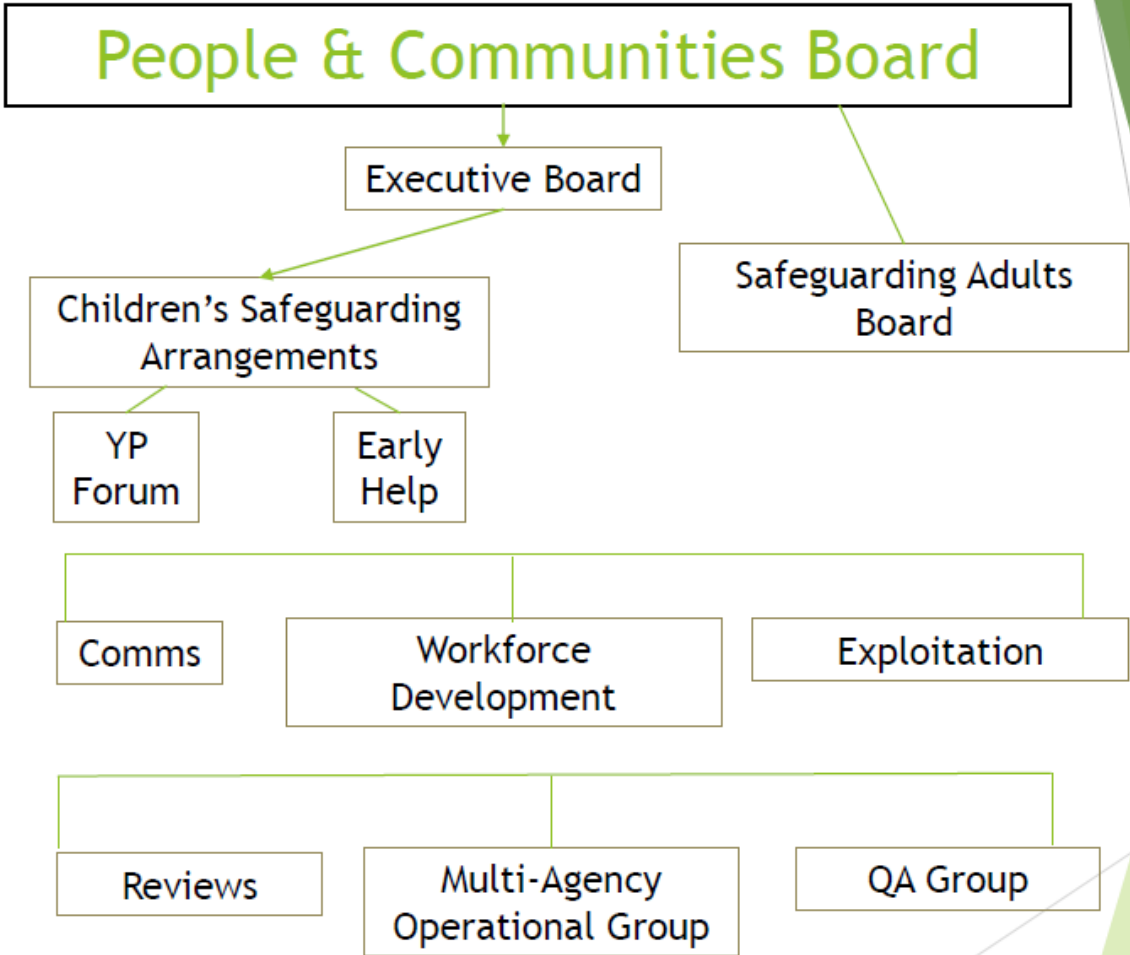 People & Communities Board
Executive Board
Safeguarding Adults
Board
Children’s Safeguarding
Arrangements
YP
Forum
Early
Help
Comms
Workforce
Development
Exploitation
Reviews
Multi-Agency
Operational Group
QA Group